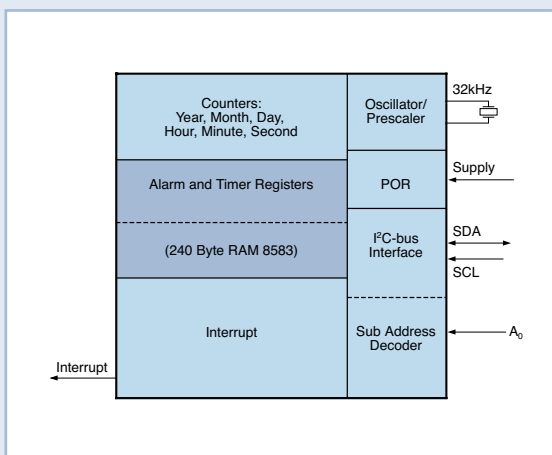 Counters:
Year, Month, Day,
Hour, Minute, Second
Oscillator/
Prescaler
32kHz
Alarm and Timer Registers
POR
Supply
(240 Byte RAM 8583)
I²C-bus
Interface
SDA
SCL
Interrupt
Sub Address
Decoder
A₀
Interrupt